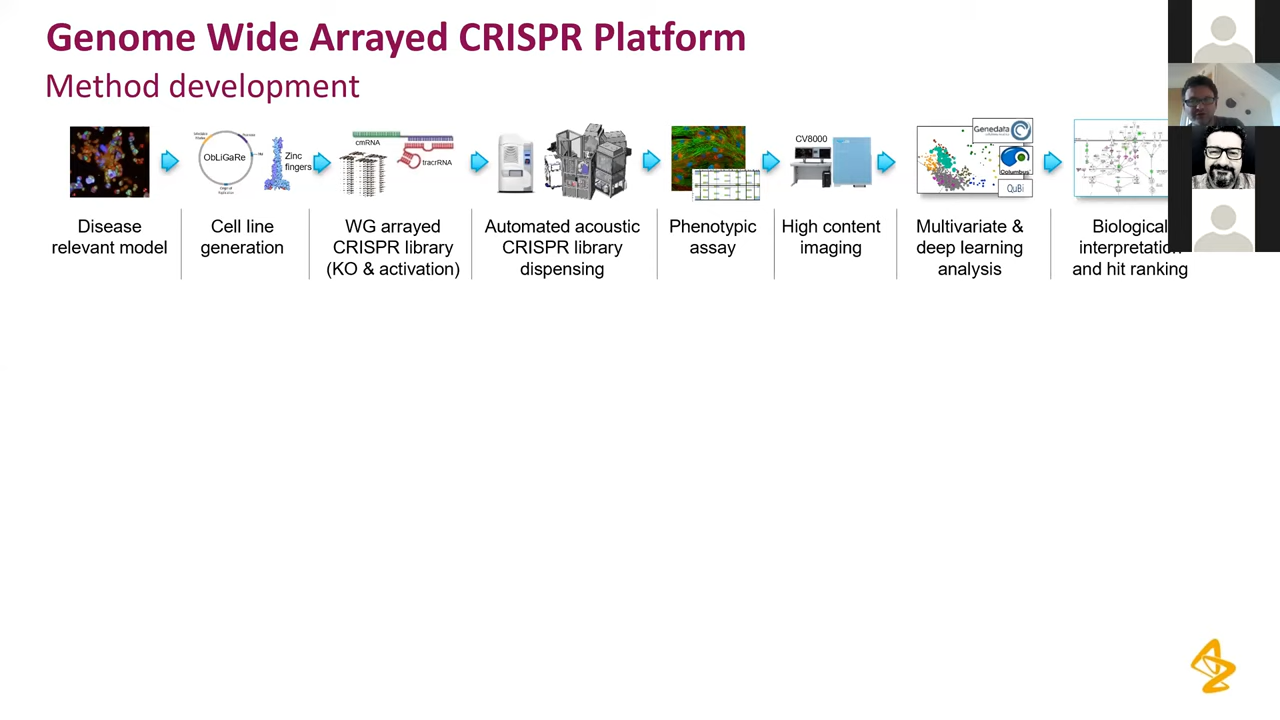 Genome Wide Arrayed CRISPR Platform
Method development
ObLiGaRe
Zinc
fingers
cmRNA
tracrRNA
CV8000
Genedata
Columbus
QuBi
Disease
relevant model
Cell line
generation
WG arrayed
CRISPR library
(KO & activation)
Automated acoustic
CRISPR library
dispensing
Phenotypic
assay
High content
imaging
Multivariate &
deep learning
analysis
Biological
interpretation
and hit ranking